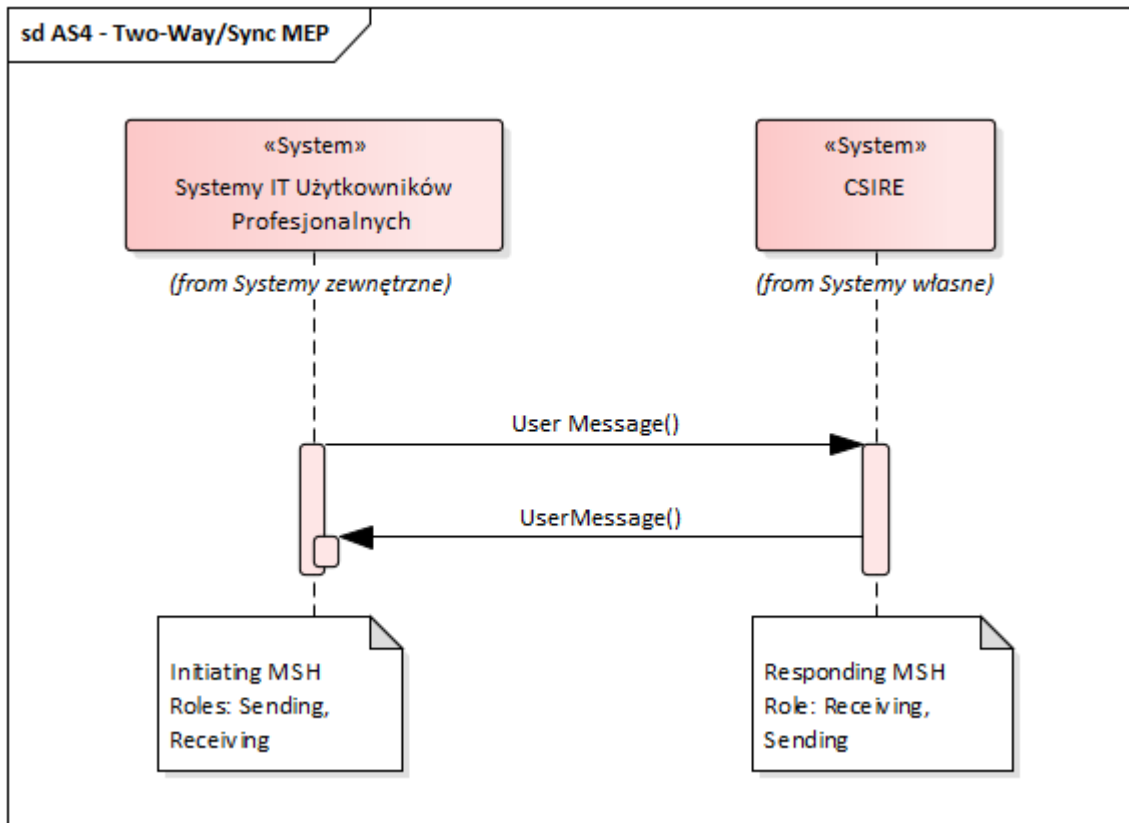 sd AS4 - Two-Way/Sync MEP
«System»
Systemy IT Użytkowników
Profesjonalnych
(from Systemy zewnętrzne)
«System»
CSIRE
(from Systemy własne)
User Message()
UserMessage()
Initiating MSH
Roles: Sending,
Receiving
Responding MSH
Role: Receiving,
Sending